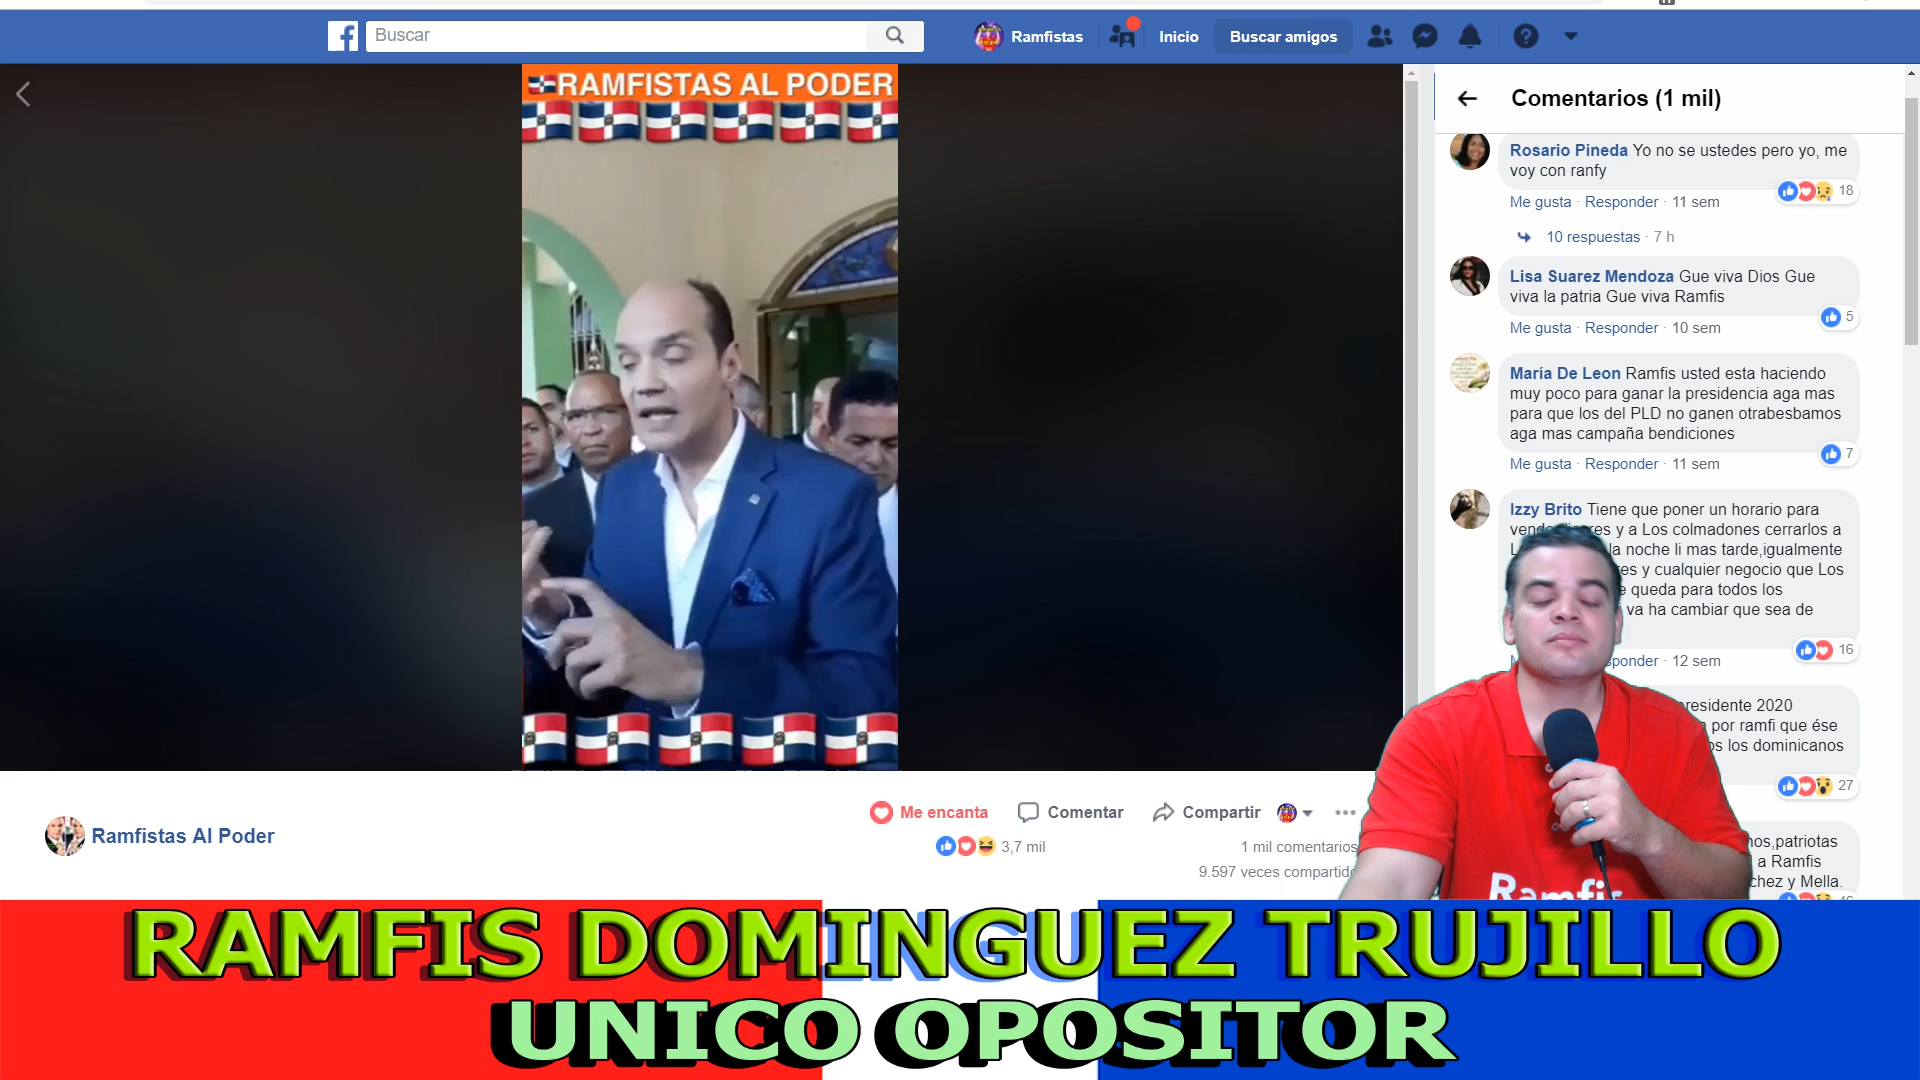 Buscar
Ramfistas
Inicio
Buscar amigos
RAMFISTAS AL PODER
Comentarios (1 mil)
Rosario Pineda Yo no se ustedes pero yo, me
voy con ranfy
18
Me gusta · Responder · 11 sem
10 respuestas · 7 h
Lisa Suarez Mendoza Gue viva Dios Gue
viva la patria Gue viva Ramfis
5
Me gusta · Responder · 10 sem
María De Leon Ramfis usted esta haciendo
muy poco para ganar la presidencia aga mas
para que los del PLD no ganen otrabesbamos
aga mas campaña bendiciones
7
Me gusta · Responder · 11 sem
Izzy Brito Tiene que poner un horario para
y a Los colmadones cerrarlos a
la noche li mas tarde,igualmente
y cualquier negocio que Los
queda para todos los
va ha cambiar que sea de
16
· 12 sem
2020
por ramfi que ése
los dominicanos
27
patriotas
a Ramfis
y Mella.
Ramfistas Al Poder
Me encanta
Comentar
Compartir
3,7 mil
1 mil comentarios
9.597 veces
Ramfis
RAMFIS DOMINGUEZ TRUJILLO
UNICO OPOSITOR